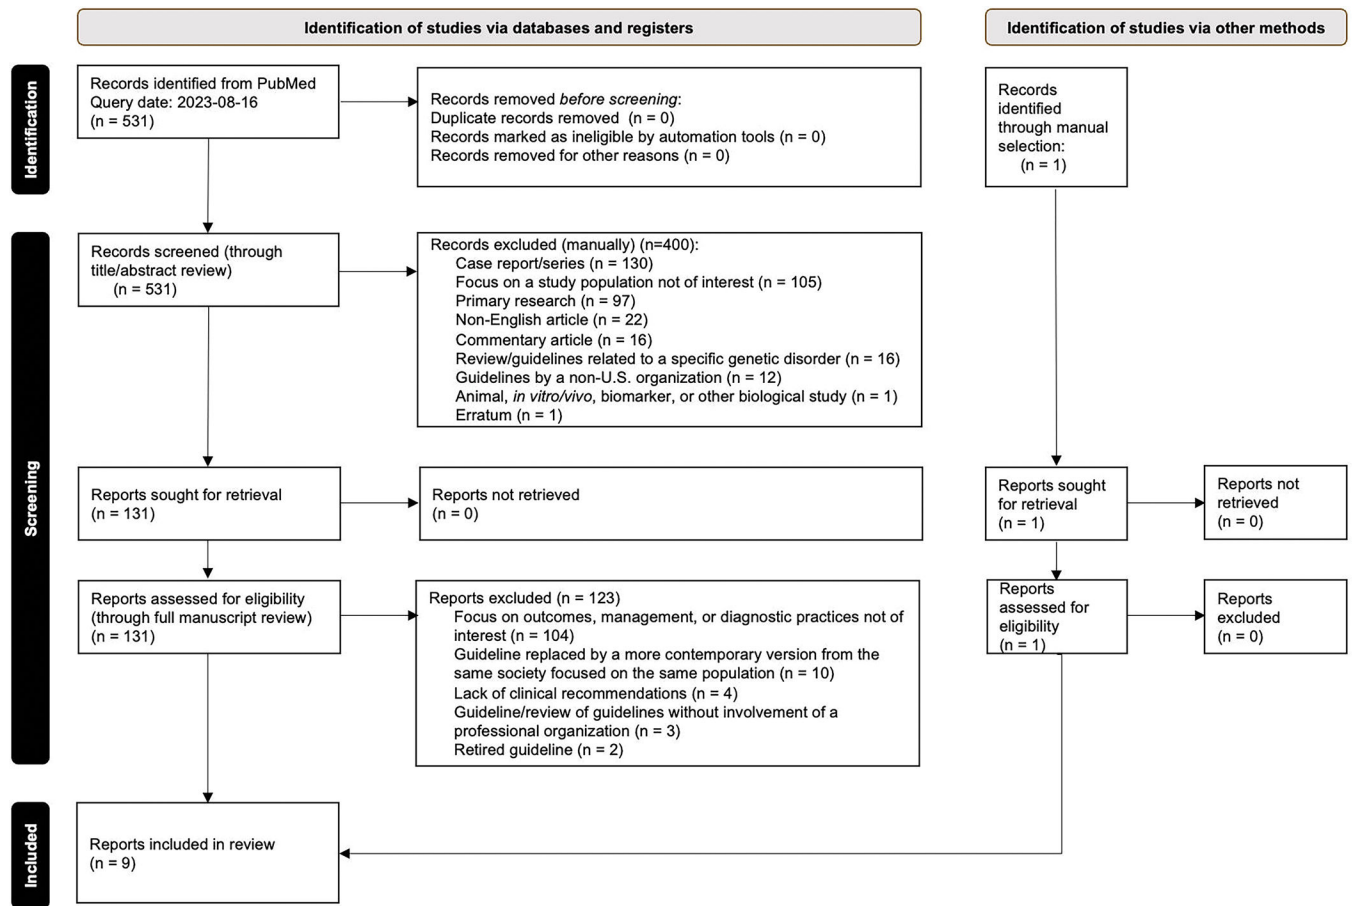 Identification of studies via databases and registers
Identification of studies via other methods
Identification
Records identified from PubMed
Query date: 2023-08-16
(n = 531)
Records removed before screening:
Duplicate records removed (n = 0)
Records marked as ineligible by automation tools (n = 0)
Records removed for other reasons (n = 0)
Records
identified
through manual
selection:
(n = 1)
Screening
Records screened (through
title/abstract review)
(n = 531)
Records excluded (manually) (n=400):
Case report/series (n = 130)
Focus on a study population not of interest (n = 105)
Primary research (n = 97)
Non-English article (n = 22)
Commentary article (n = 16)
Review/guidelines related to a specific genetic disorder (n = 16)
Guidelines by a non-U.S. organization (n = 12)
Animal, in vitro/vivo, biomarker, or other biological study (n = 1)
Erratum (n = 1)
Reports sought for retrieval
(n = 131)
Reports not retrieved
(n = 0)
Reports sought
for retrieval
(n = 1)
Reports not
retrieved
(n = 0)
Reports assessed for eligibility
(through full manuscript review)
(n = 131)
Reports excluded (n = 123)
Focus on outcomes, management, or diagnostic practices not of
interest (n = 104)
Guideline replaced by a more contemporary version from the
same society focused on the same population (n = 10)
Lack of clinical recommendations (n = 4)
Guideline/review of guidelines without involvement of a
professional organization (n = 3)
Retired guideline (n = 2)
Reports
assessed for
eligibility
(n = 1)
Reports
excluded
(n = 0)
Included
Reports included in review
(n = 9)